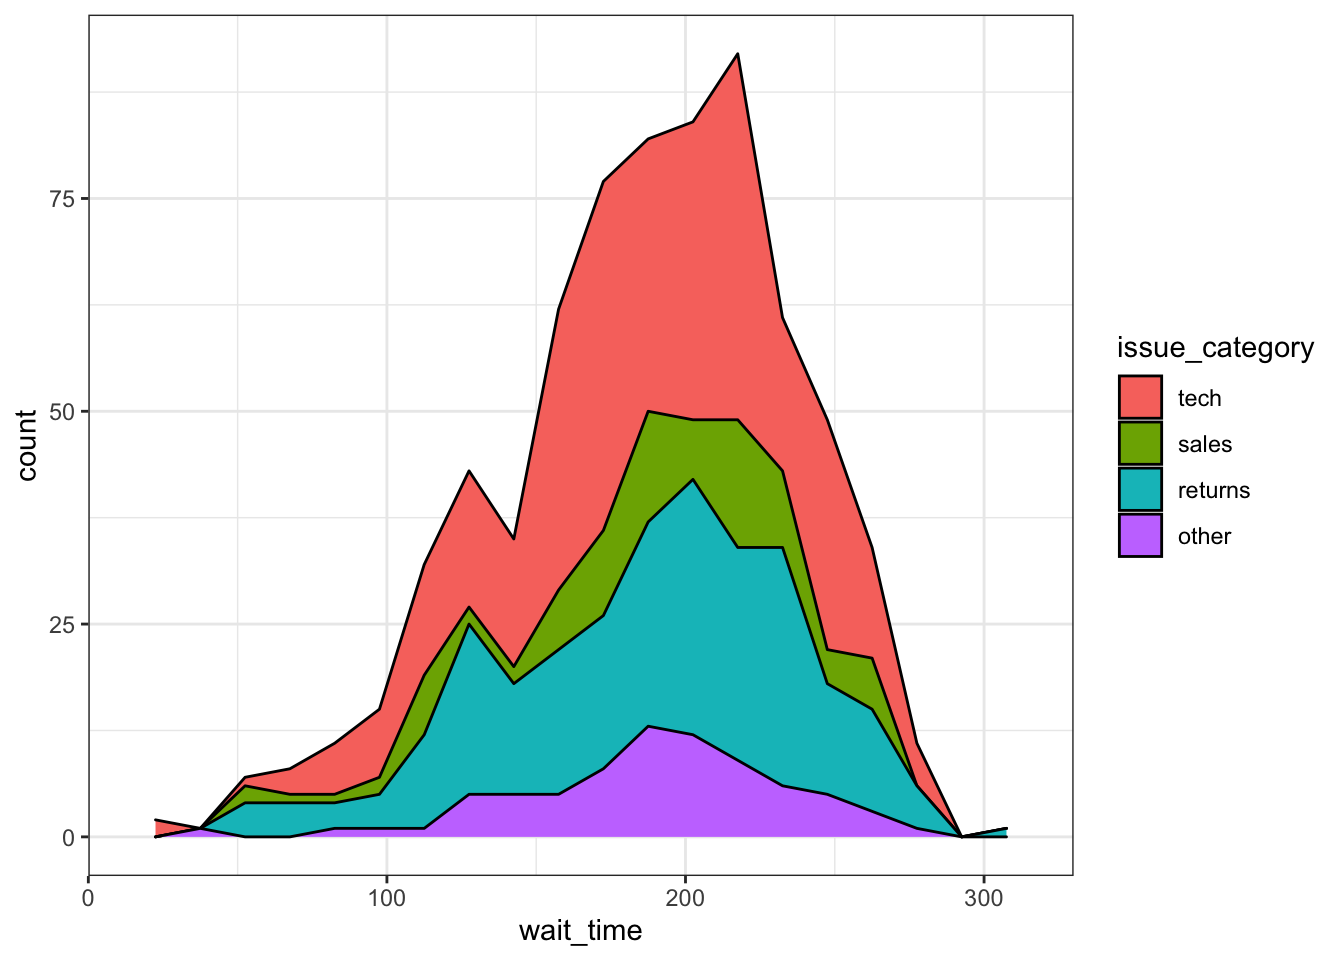 count
75
50
25
0
0 100 200 300
wait_time
issue_category
tech
sales
returns
other